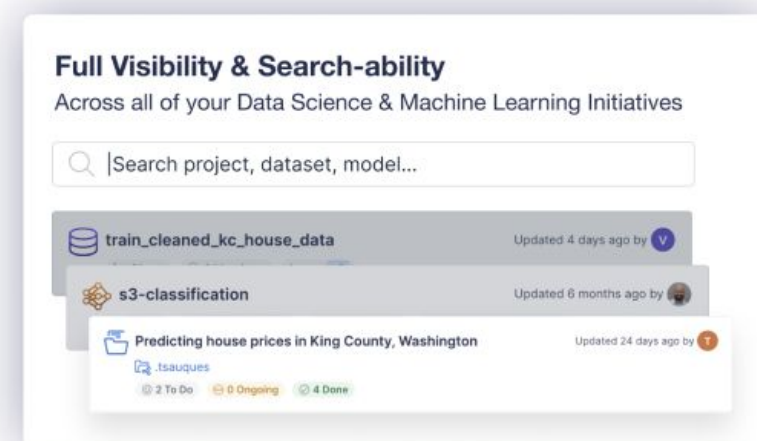 Full Visibility & Search-ability
Across all of your Data Science & Machine Learning Initiatives
Search project, dataset, model...
train_cleaned_kc_house_data
Updated 4 days ago by V
s3-classification
Updated 6 months ago by
Predicting house prices in King County, Washington
Updated 24 days ago by T
.tsauques
2 To Do 0 Ongoing 4 Done